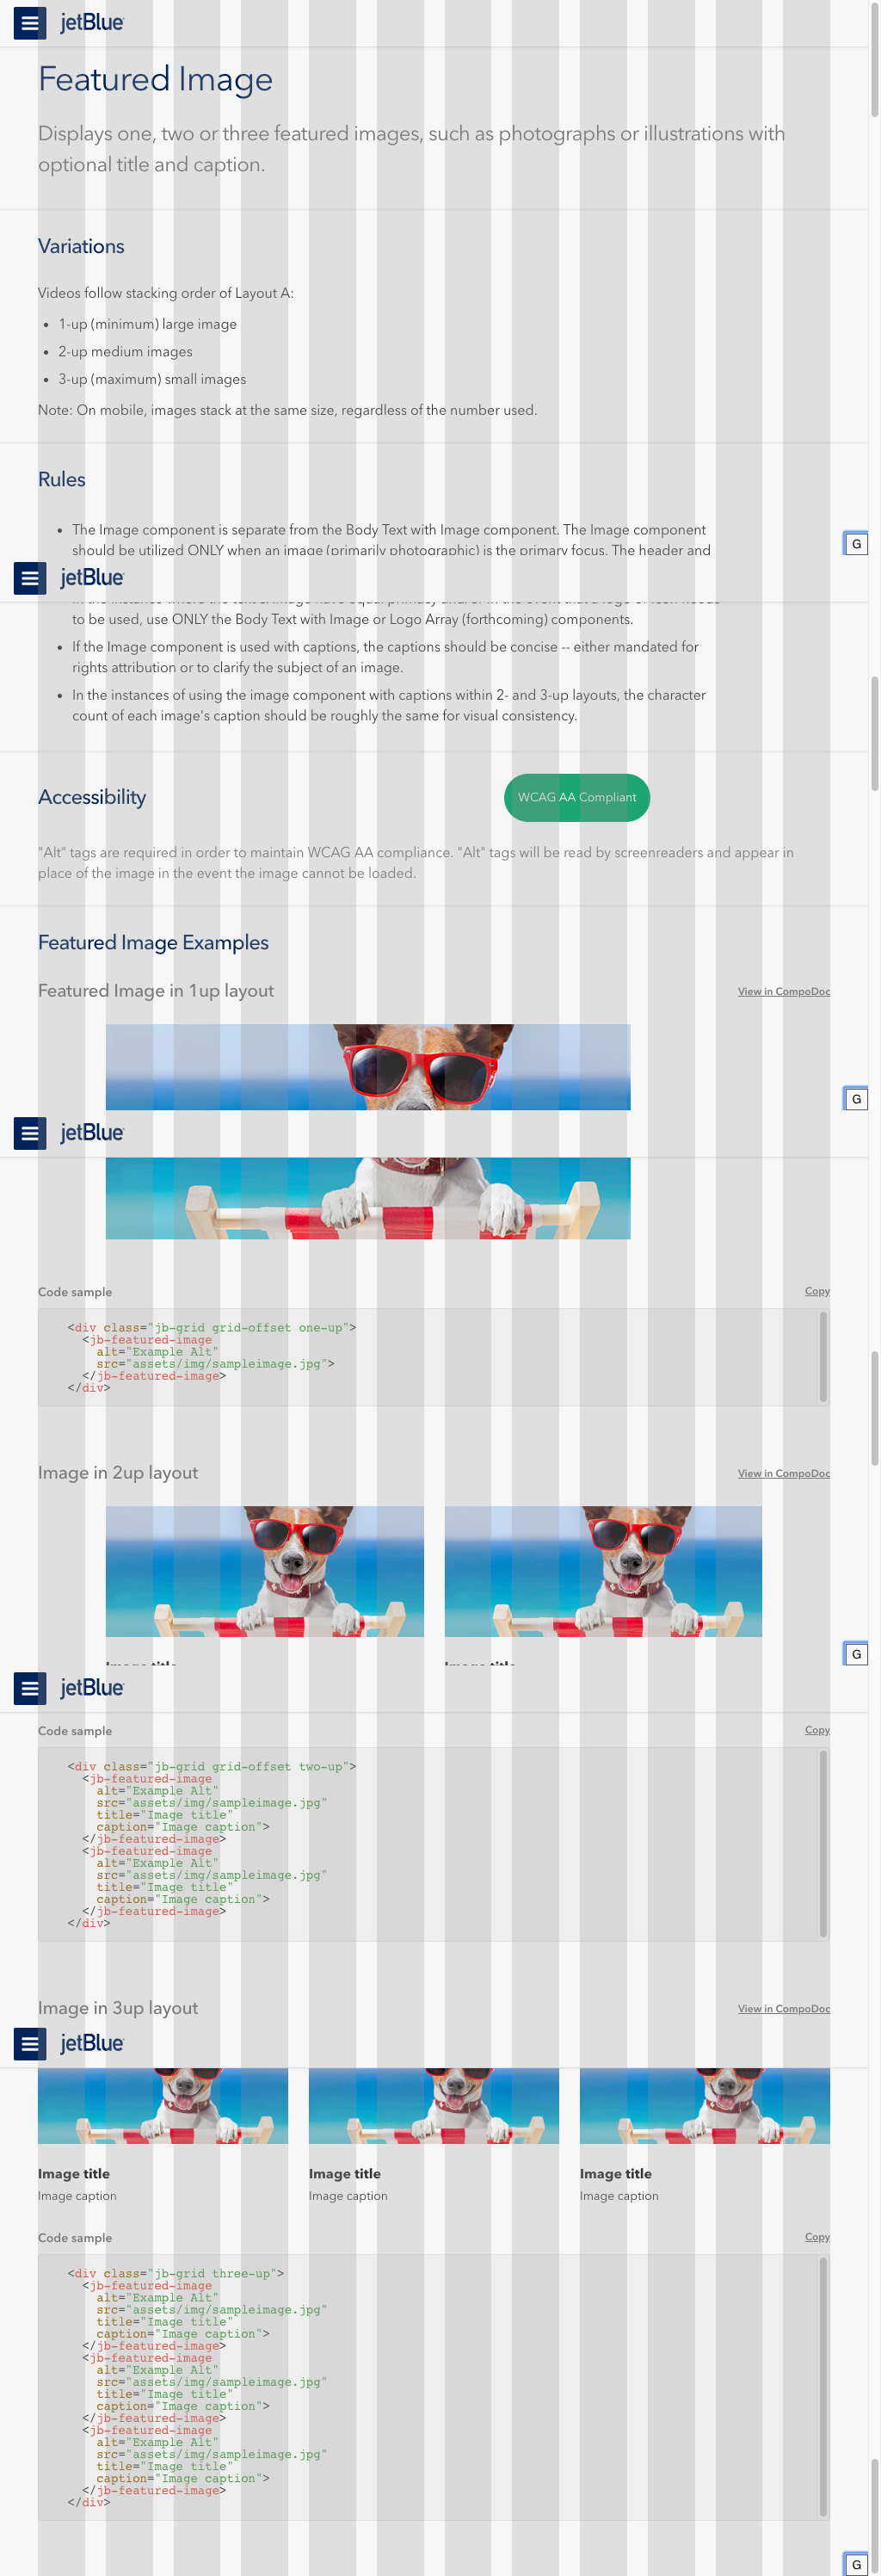 jetBlue
Featured Image
Displays one, two or three featured images, such as photographs or illustrations with
optional title and caption.
Variations
Videos follow stacking order of Layout A:
1-up (minimum) large image
2-up medium images
3-up (maximum) small images
Note: On mobile, images stack at the same size, regardless of the number used.
Rules
The Image component is separate from the Body Text with Image component. The Image component
should be utilized ONLY when an image (primarily photographic) is the primary focus. The header and
G
jetBlue
to be used, use ONLY the Body Text with Image or Logo Array (forthcoming) components.
If the Image component is used with captions, the captions should be concise -- either mandated for
rights attribution or to clarify the subject of an image.
In the instances of using the image component with captions within 2- and 3-up layouts, the character
count of each image's caption should be roughly the same for visual consistency.
Accessibility
WCAG AA Compliant
"Alt" tags are required in order to maintain WCAG AA compliance. "Alt" tags will be read by screenreaders and appear in
place of the image in the event the image cannot be loaded.
Featured Image Examples
Featured Image in 1up layout
View in CompoDoc
G
jetBlue
Code sample
Copy
<div class="jb-grid grid-offset one-up">
<jb-featured-image
alt="Example Alt"
src="assets/img/sampleimage.jpg">
</jb-featured-image>
</div>
Image in 2up layout
View in CompoDoc
Image title
Image title
G
jetBlue
Code sample
Copy
<div class="jb-grid grid-offset two-up">
<jb-featured-image
alt="Example Alt"
src="assets/img/sampleimage.jpg"
title="Image title"
caption="Image caption">
</jb-featured-image>
<jb-featured-image
alt="Example Alt"
src="assets/img/sampleimage.jpg"
title="Image title"
caption="Image caption">
</jb-featured-image>
</div>
Image in 3up layout
View in CompoDoc
jetBlue
Image title
Image caption
Image title
Image caption
Image title
Image caption
Code sample
Copy
<div class="jb-grid three-up">
<jb-featured-image
alt="Example Alt"
src="assets/img/sampleimage.jpg"
title="Image title"
caption="Image caption">
</jb-featured-image>
<jb-featured-image
alt="Example Alt"
src="assets/img/sampleimage.jpg"
title="Image title"
caption="Image caption">
</jb-featured-image>
<jb-featured-image
alt="Example Alt"
src="assets/img/sampleimage.jpg"
title="Image title"
caption="Image caption">
</jb-featured-image>
</div>
G